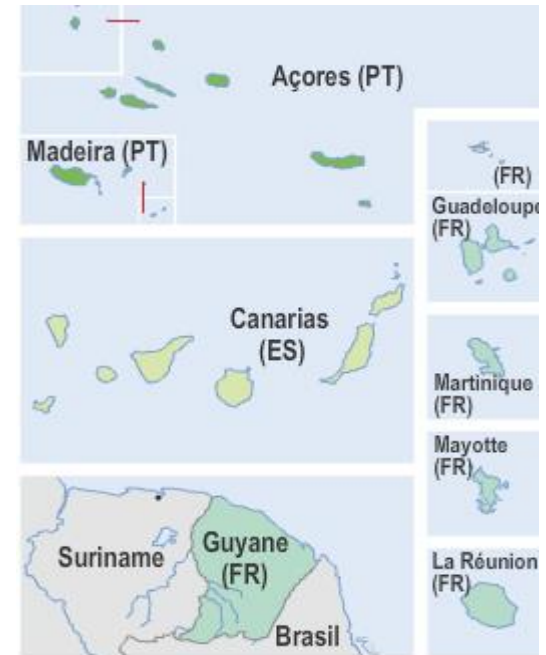 Açores (PT)
Madeira (PT)
(FR)
Guadeloupe
(FR)
Canarias
(ES)
Martinique
(FR)
Mayotte
(FR)
Suriname
Guyane
(FR)
Brasil
La Réunion
(FR)